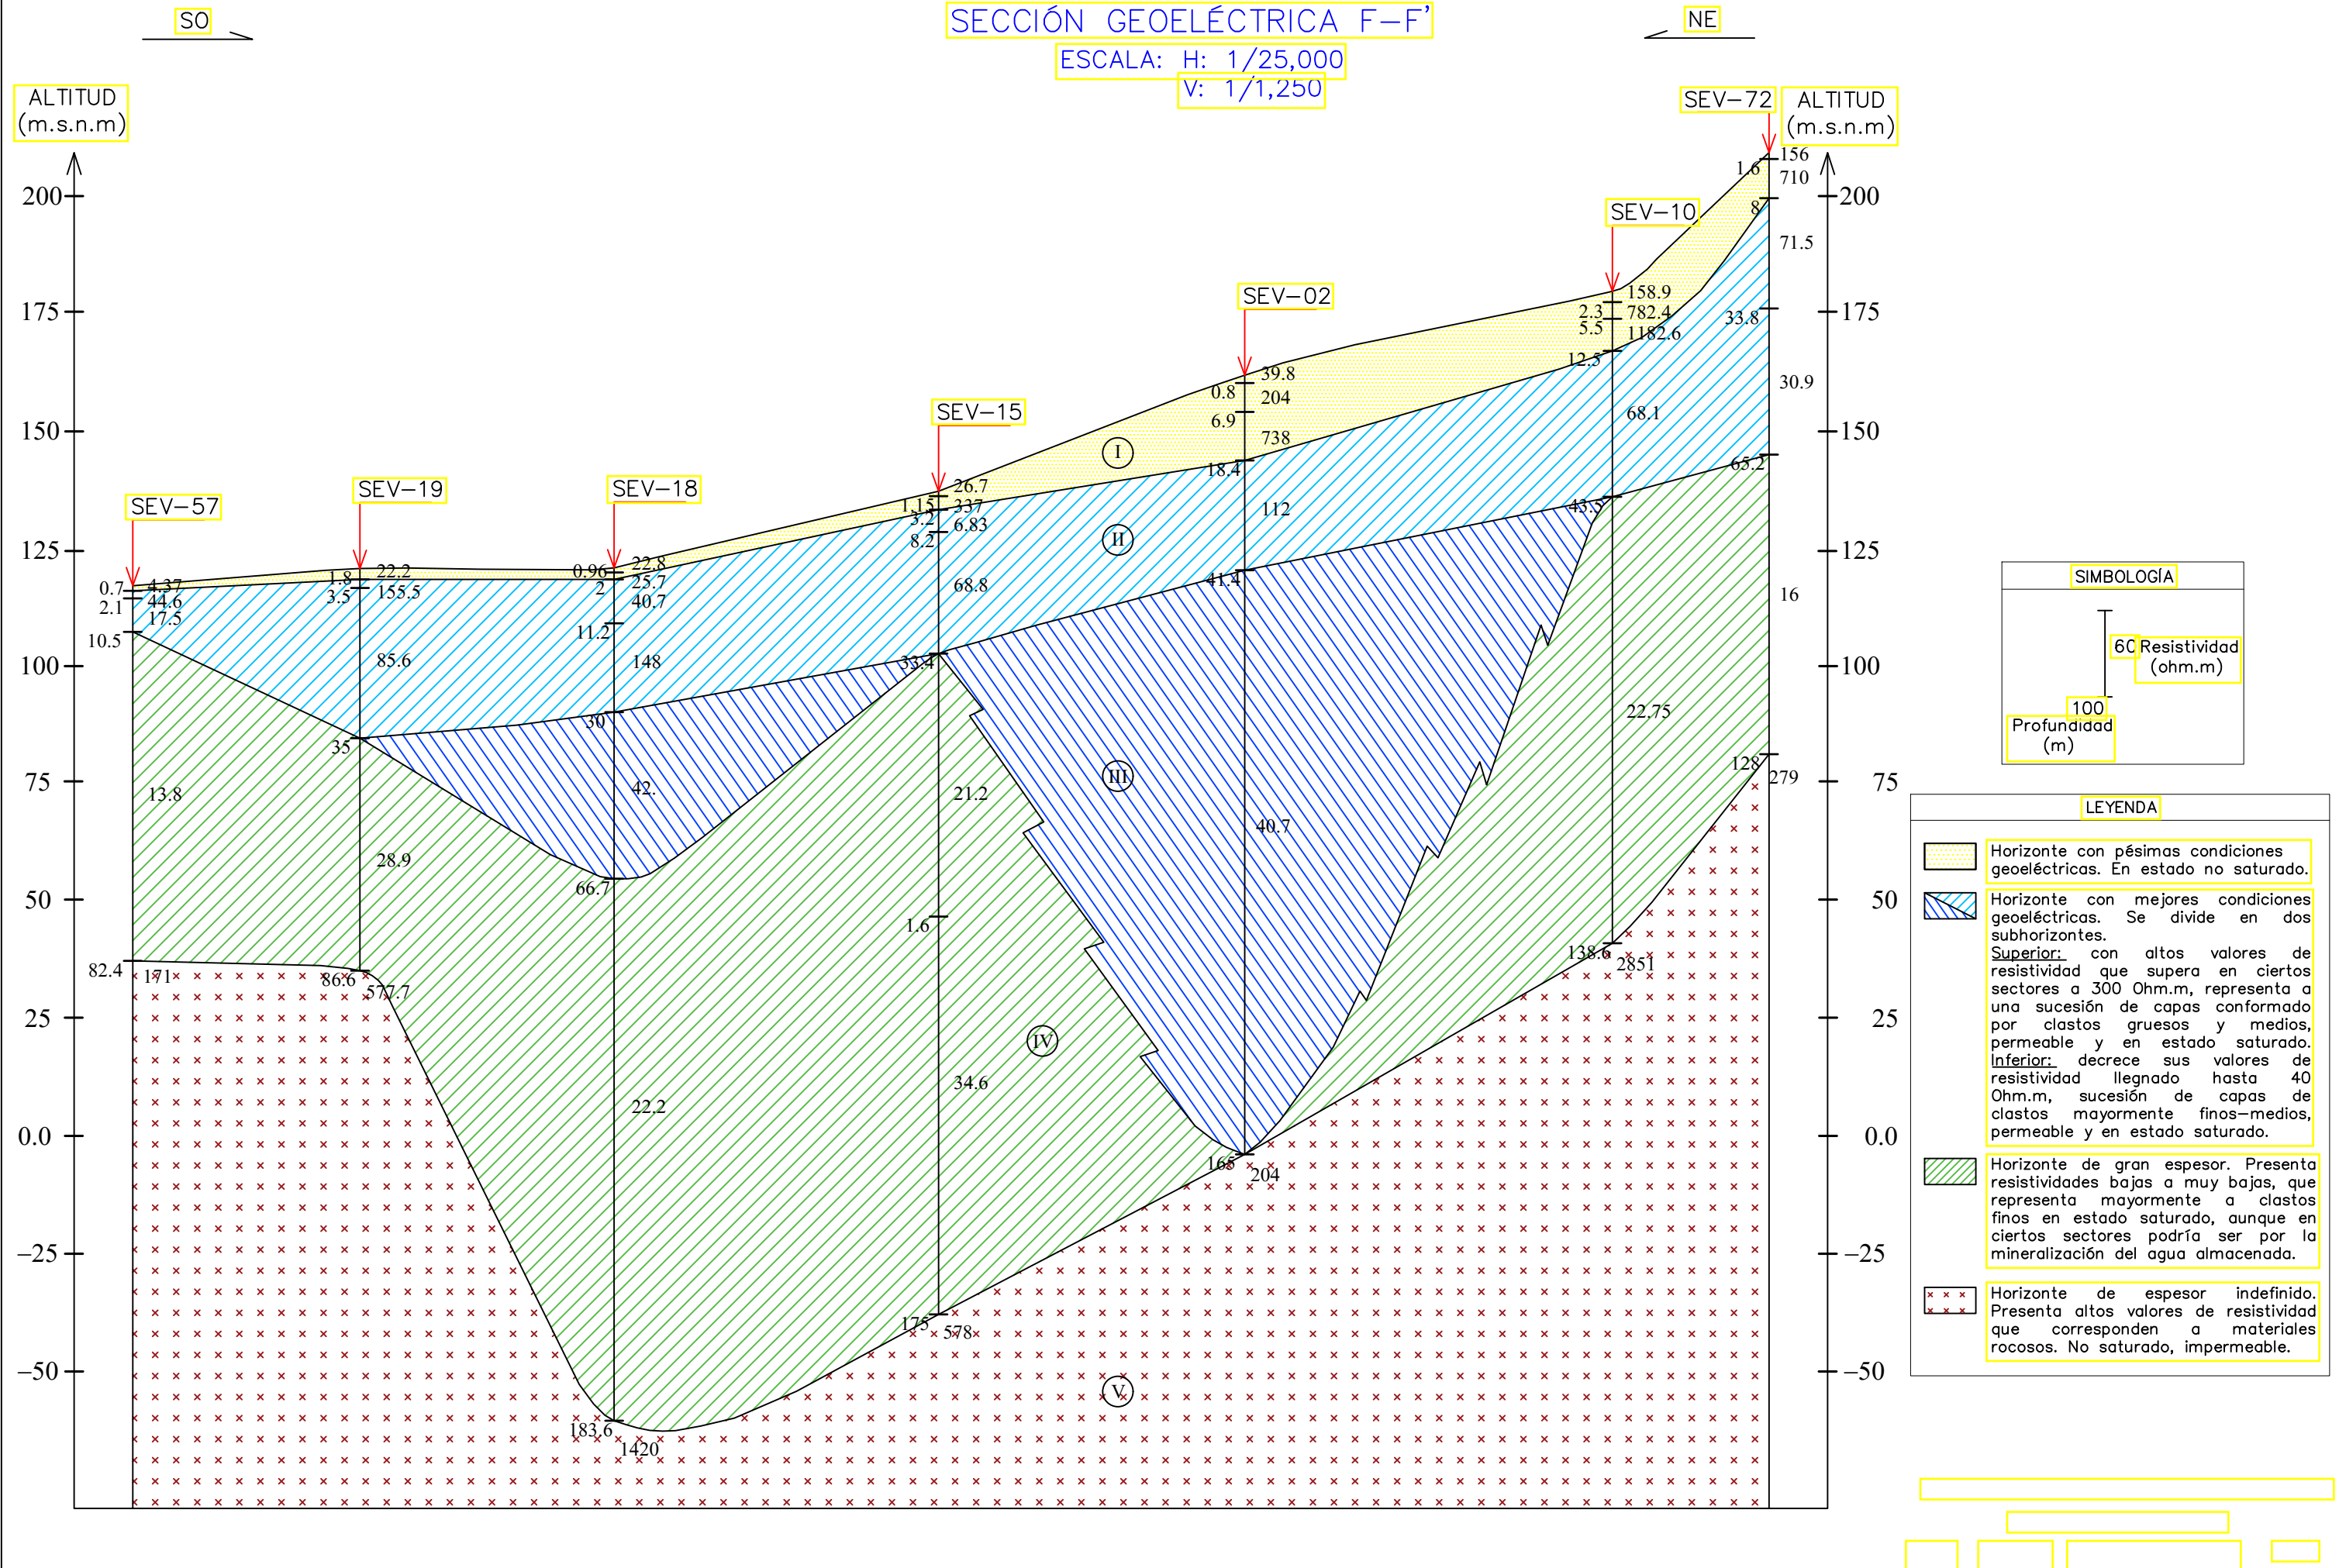 SO
SECCIÓN GEOELÉCTRICA F-F'
NE
ESCALA: H: 1/25,000
V: 1/1,250
ALTITUD
(m.s.n.m)
SEV-72
ALTITUD
(m.s.n.m)
200
175
150
125
100
75
50
25
0.0
-25
-50
SEV-57
0.7
4.37
2.1
44.6
17.5
10.5
13.8
82.4
171
SEV-19
1.8
22.2
3.5
155.5
85.6
35
28.9
86.6
577.7
SEV-18
0.96
22.8
2
25.7
40.7
11.2
148
30
42.
66.7
22.2
183.6
1420
SEV-15
1.15
26.7
3.2
337
8.2
6.83
68.8
33.4
21.2
1.6
34.6
175
578
SEV-02
0.8
39.8
204
6.9
738
18.4
112
41.4
40.7
165
204
SEV-10
158.9
2.3
782.4
5.5
1182.6
12.5
68.1
43.5
22.75
138.6
2851
156
1.6
710
8
71.5
33.8
30.9
65.2
16
128
279
I
II
III
IV
V
200
175
150
125
100
75
50
25
0.0
-25
-50
SIMBOLOGÍA
60
Resistividad
(ohm.m)
100
Profundidad
(m)
LEYENDA
Horizonte con pésimas condiciones
geoeléctricas. En estado no saturado.
Horizonte con mejores condiciones
geoeléctricas. Se divide en dos
subhorizontes.
Superior: con altos valores de
resistividad que supera en ciertos
sectores a 300 Ohm.m, representa a
una sucesión de capas conformado
por clastos gruesos y medios,
permeable y en estado saturado.
Inferior: decrece sus valores de
resistividad llegnado hasta 40
Ohm.m, sucesión de capas de
clastos mayormente finos-medios,
permeable y en estado saturado.
Horizonte de gran espesor. Presenta
resistividades bajas a muy bajas, que
representa mayormente a clastos
finos en estado saturado, aunque en
ciertos sectores podría ser por la
mineralización del agua almacenada.
Horizonte de espesor indefinido.
Presenta altos valores de resistividad
que corresponden a materiales
rocosos. No saturado, impermeable.